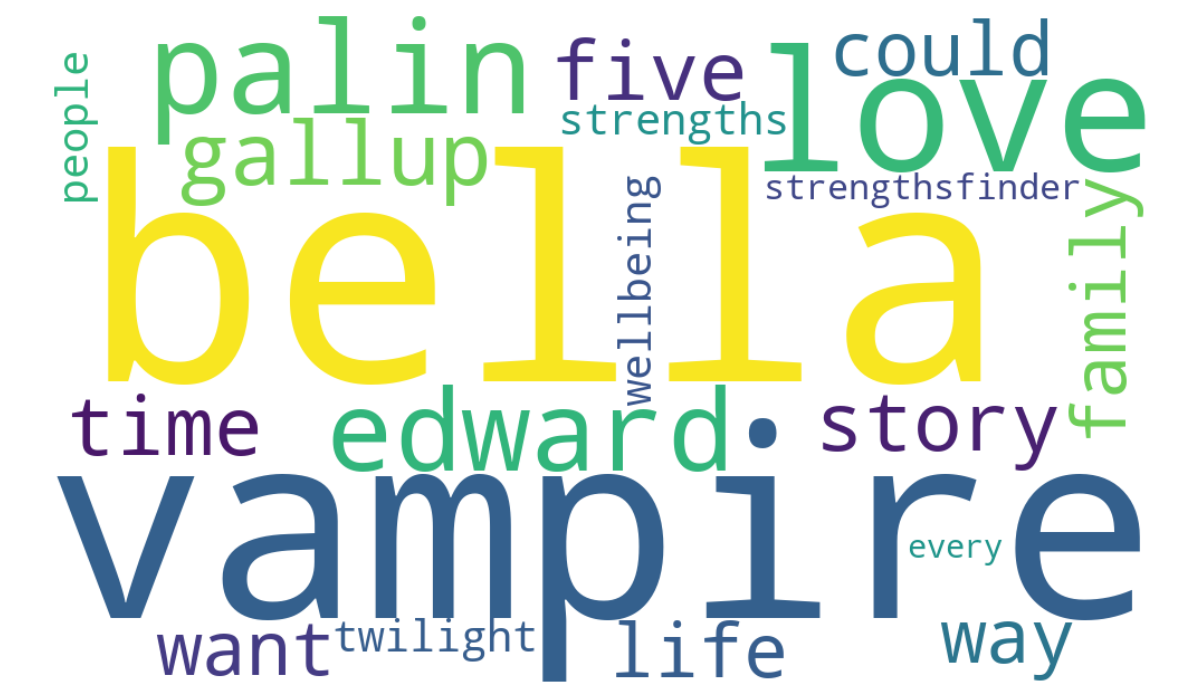 people
palin
five
could
love
strengths
gallup
strengthsfinder
bella
wellbeing
family
time
edward
story
vampire
every
want
twilight
life
way